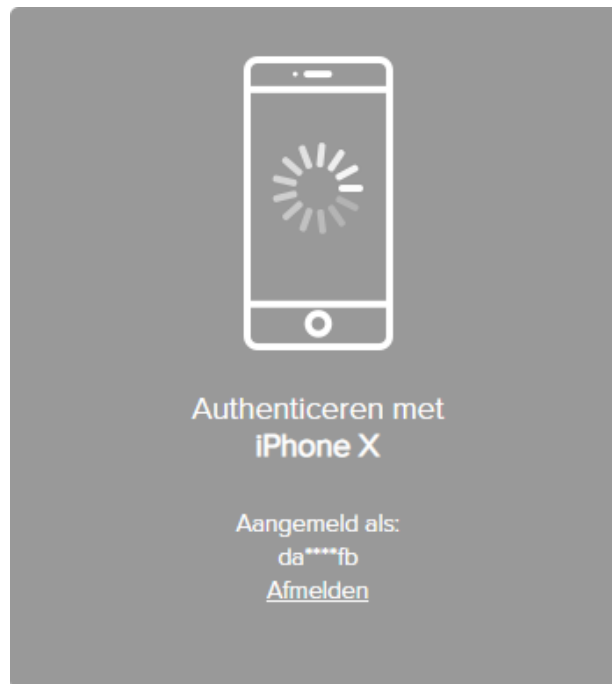 Authenticeren met
iPhone X
Aangemeld als:
da****fb
Afmelden